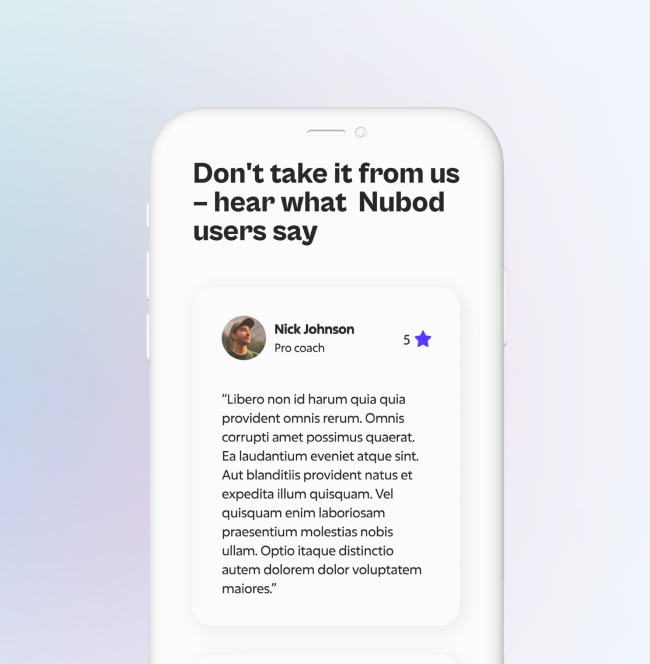 Don't take it from us
– hear what  Nubod
users say
Nick Johnson
Pro coach
5
“Libero non id harum quia quia
provident omnis rerum. Omnis
corrupti amet possimus quaerat.
Ea laudantium eveniet atque sint.
Aut blanditiis provident natus et
expedita illum quisquam. Vel
quisquam enim laboriosam
praesentium molestias nobis
ullam. Optio itaque distinctio
autem dolorem dolor voluptatem
maiores.”